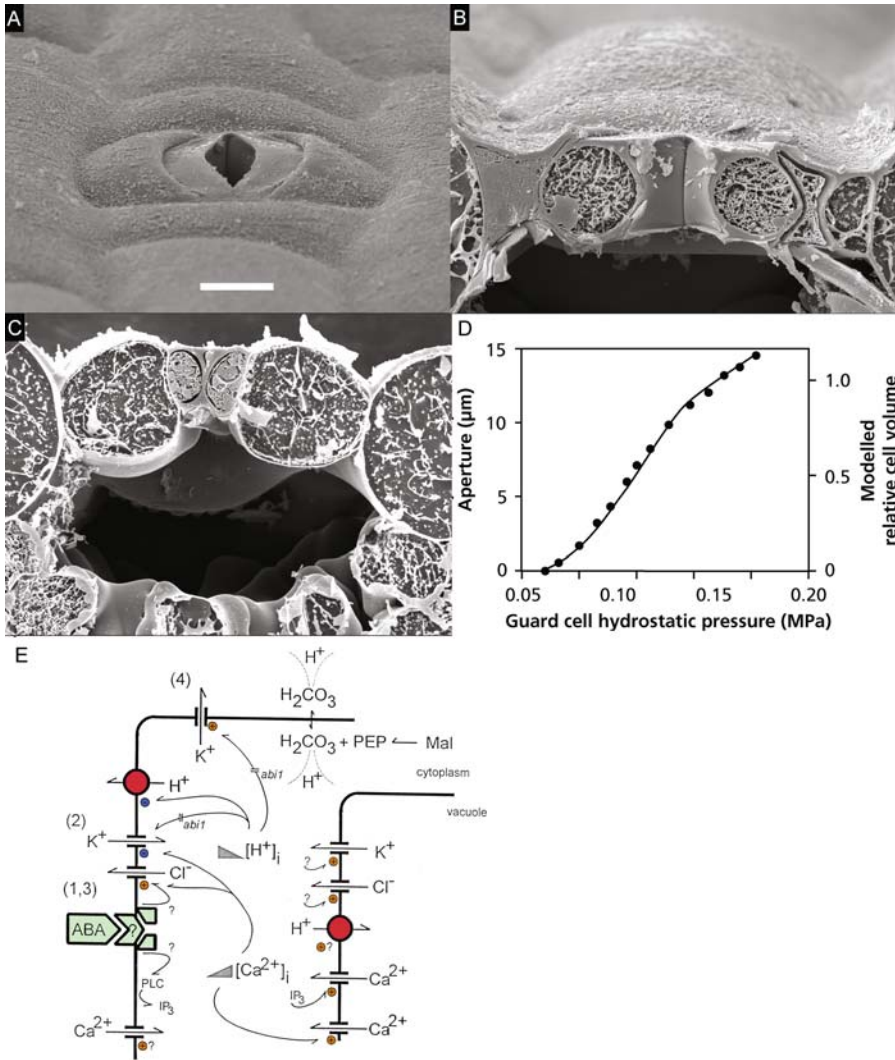 A
B
C
D
15
10
5
0
Aperture (µm)
1.0
0.5
0
Modelled
relative cell volume
0.05
0.10
0.15
0.20
Guard cell hydrostatic pressure (MPa)
E
(4)
K+
H+
H2CO3
H2CO3 + PEP Mal
H+
abi1
cytoplasm
vacuole
H+
(2)
abi1
K+
[H+]i
Cl-
(1,3)
?
ABA
?
?
PLC
IP3
[Ca2+]i
Ca2+
+?
K+
?
+
Cl-
?
+
H+
+?
Ca2+
IP3
+
Ca2+
+